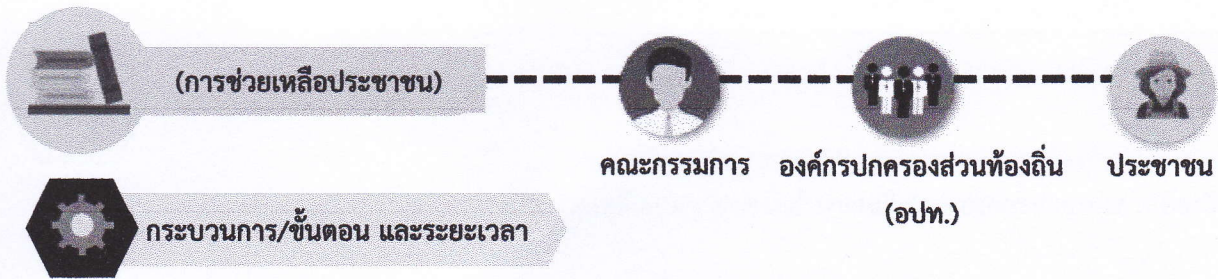 (การช่วยเหลือประชาชน)
คณะกรรมการ องค์กรปกครองส่วนท้องถิ่น ประชาชน
(อปท.)
กระบวนการ/ขั้นตอน และระยะเวลา